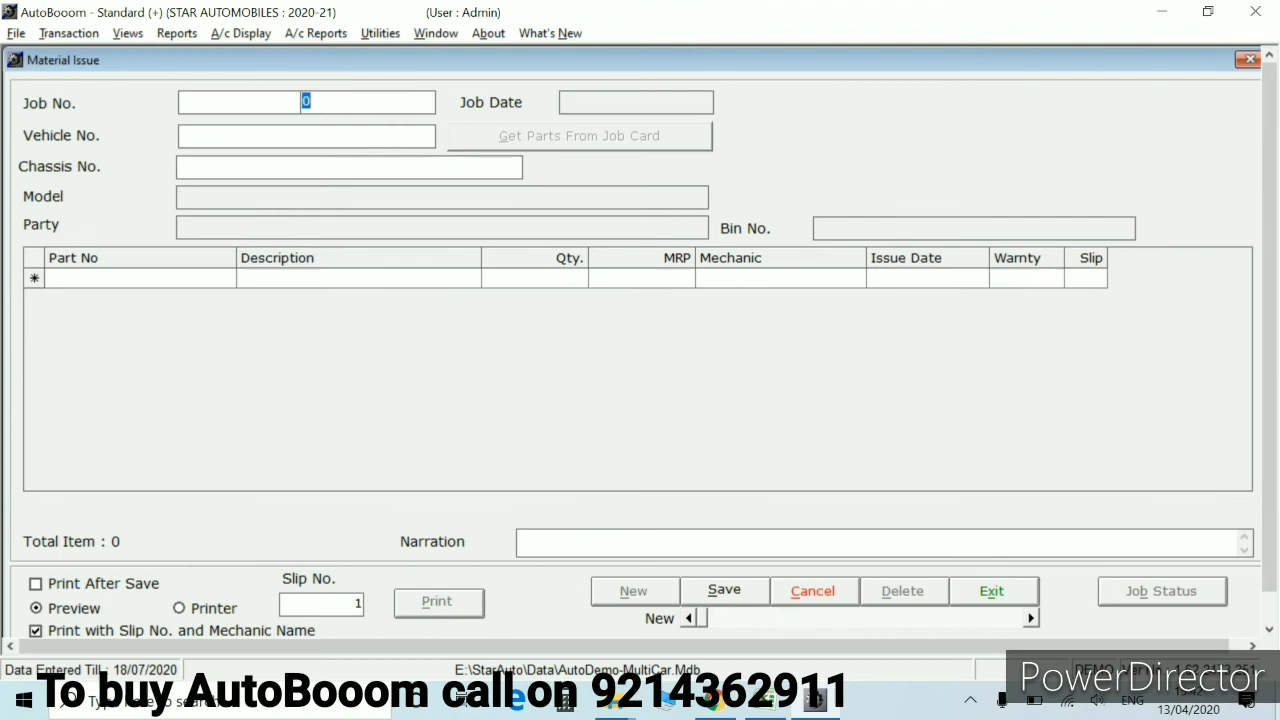 AutoBooom - Standard (+) (STAR AUTOMOBILES : 2020-21) (User : Admin)
File Transaction Views Reports A/c Display A/c Reports Utilities Window About What's New
Material Issue
Job No. 0 Job Date
Vehicle No. Get Parts From Job Card
Chassis No.
Model
Party Bin No.
Part No Description Qty. MRP Mechanic Issue Date Warnty Slip
Total Item : 0 Narration
Print After Save Slip No.
Preview Printer 1 Print New Save Cancel Delete Exit Job Status
Print with Slip No. and Mechanic Name New
Data Entered Till : 18/07/2020 E:\StarAuto\Data\AutoDemo-MultiCar.Mdb DEMO
PowerDirector
To buy AutoBooom call on 9214362911
ENG
13/04/2020